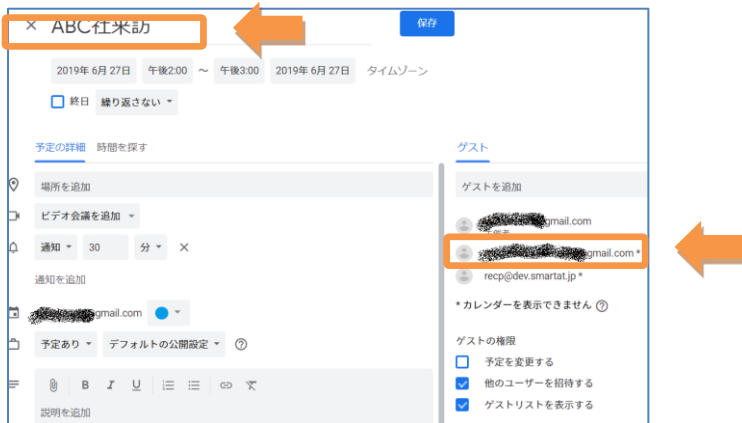 × ABC社来訪
保存
2019年 6月 27日 午後2:00 ～ 午後3:00 2019年 6月 27日 タイムゾーン
終日 繰り返さない
予定の詳細 時間を探す
ゲスト
場所を追加
ゲストを追加
ビデオ会議を追加
gmail.com
主催者
通知 30 分 ×
gmail.com *
通知を追加
recp@dev.smartat.jp *
gmail.com
* カレンダーを表示できません ?
予定あり デフォルトの公開設定 ?
ゲストの権限
予定を変更する
他のユーザーを招待する
B I U
ゲストリストを表示する
説明を追加